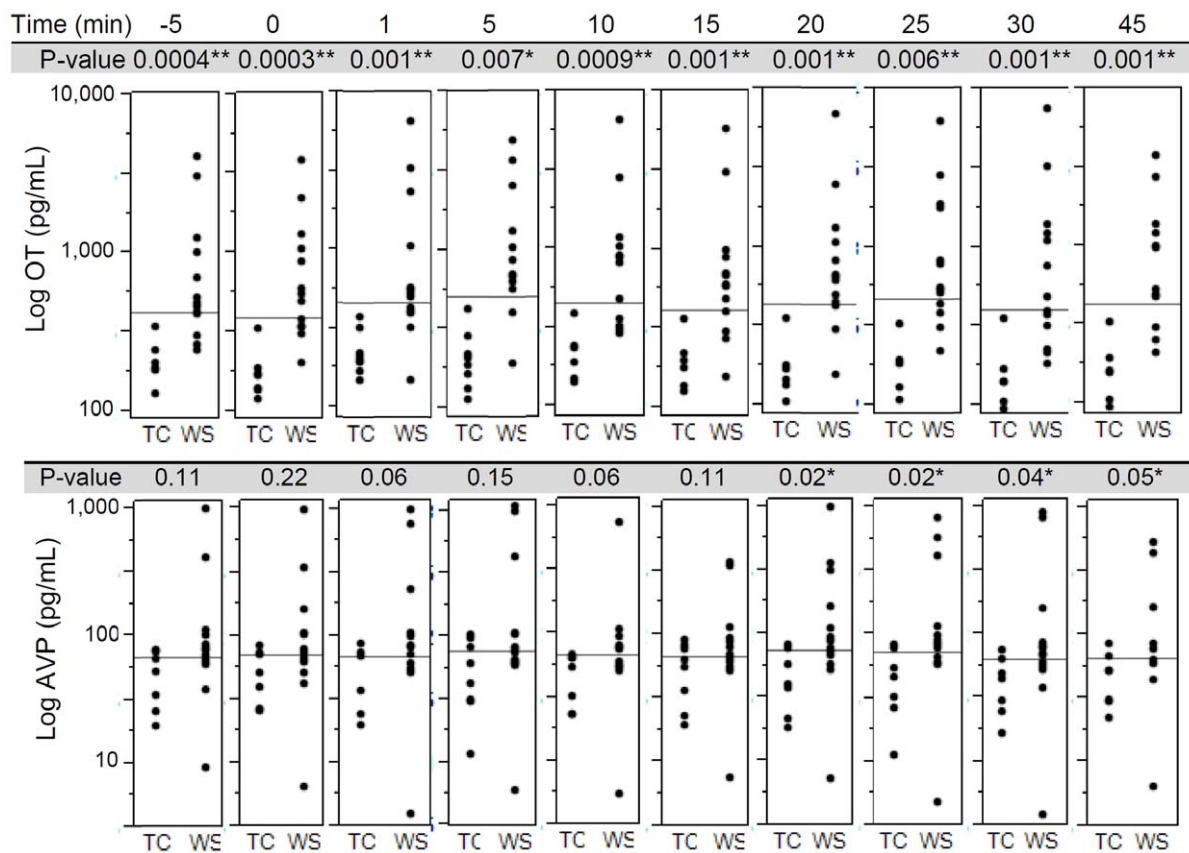 Time (min) -5 0 1 5 10 15 20 25 30 45
P-value 0.0004** 0.0003** 0.001** 0.007* 0.0009** 0.001** 0.001** 0.006** 0.001** 0.001**
Log OT (pg/mL)
10,000
1,000
100
TC WS TC WS TC WS TC WS TC WS TC WS TC WS TC WS TC WS TC WS
P-value 0.11 0.22 0.06 0.15 0.06 0.11 0.02* 0.02* 0.04* 0.05*
Log AVP (pg/mL)
1,000
100
10
TC WS TC WS TC WS TC WS TC WS TC WS TC WS TC WS TC WS TC WS